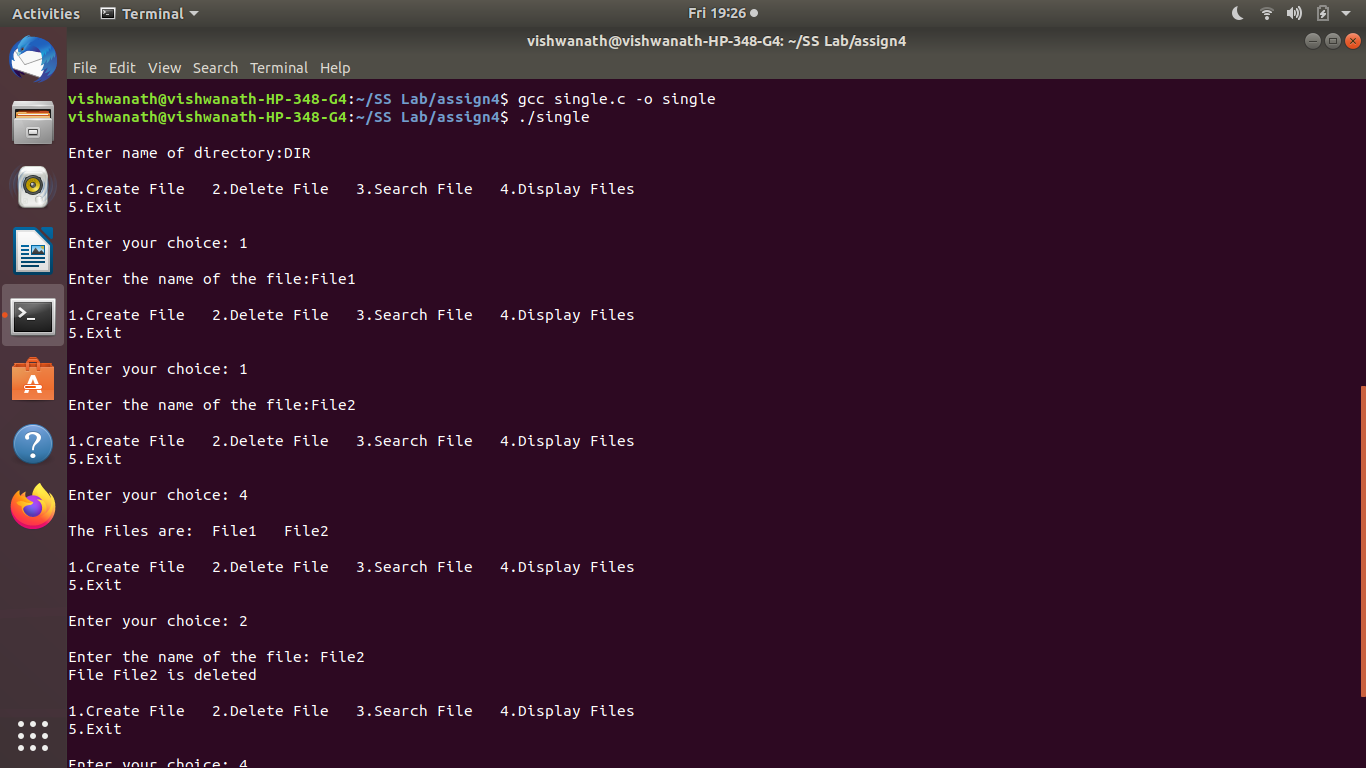 Activities Terminal Fri 19:26
vishwanath@vishwanath-HP-348-G4: ~/SS Lab/assign4
File Edit View Search Terminal Help
vishwanath@vishwanath-HP-348-G4:~/SS Lab/assign4$ gcc single.c -o single
vishwanath@vishwanath-HP-348-G4:~/SS Lab/assign4$ ./single
Enter name of directory:DIR
1.Create File   2.Delete File   3.Search File   4.Display Files
5.Exit
Enter your choice: 1
Enter the name of the file:File1
1.Create File   2.Delete File   3.Search File   4.Display Files
5.Exit
Enter your choice: 1
Enter the name of the file:File2
1.Create File   2.Delete File   3.Search File   4.Display Files
5.Exit
Enter your choice: 4
The Files are:  File1   File2
1.Create File   2.Delete File   3.Search File   4.Display Files
5.Exit
Enter your choice: 2
Enter the name of the file: File2
File File2 is deleted
1.Create File   2.Delete File   3.Search File   4.Display Files
5.Exit
Enter your choice: 4